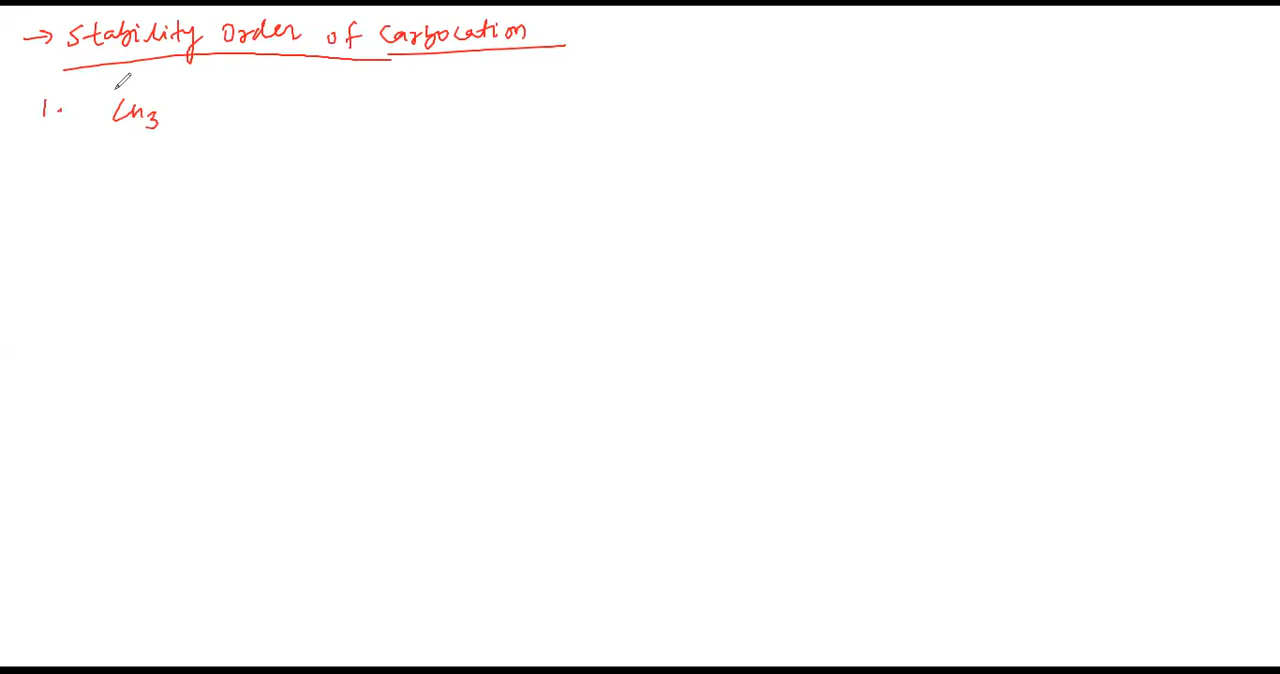 → Stability Order of Carbocation
1. CH3